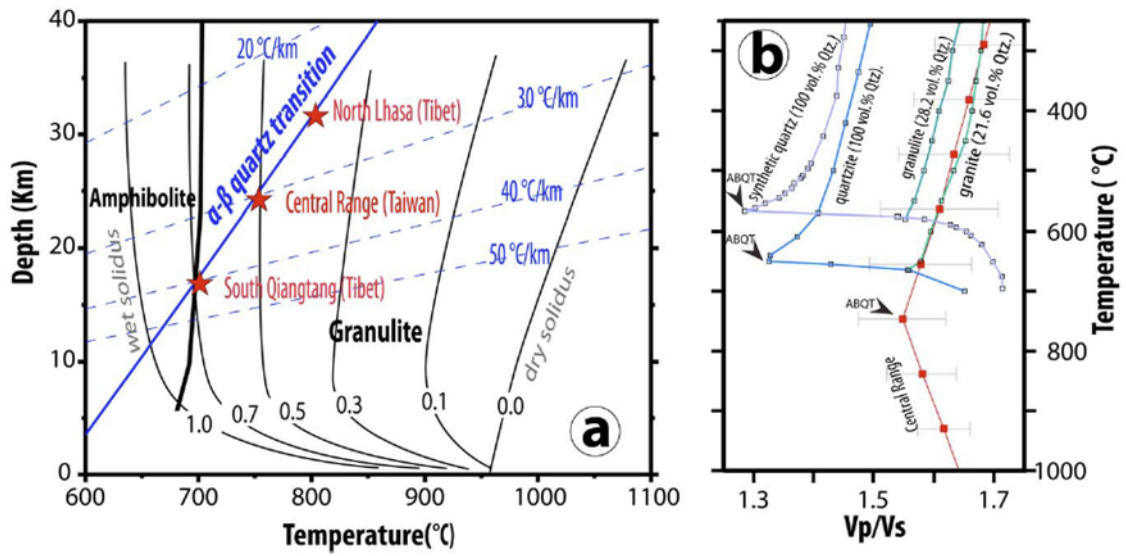 a
Depth (Km)
40
30
20
10
0
600
700
800
900
1000
1100
Temperature(°C)
20 °C/km
30 °C/km
40 °C/km
50 °C/km
α-β quartz transition
North Lhasa (Tibet)
Central Range (Taiwan)
South Qiangtang (Tibet)
Amphibolite
Granulite
wet solidus
dry solidus
1.0
0.7
0.5
0.3
0.1
0.0
b
synthetic quartz (100 vol.% Qtz.)
quartzite (100 vol.% Qtz).
granulite (28.2 vol.% Qtz.)
granite (21.6 vol.% Qtz.)
ABQT
ABQT
ABQT
Central Range
400
600
800
1000
Temperature ( °C)
1.3
1.5
1.7
Vp/Vs